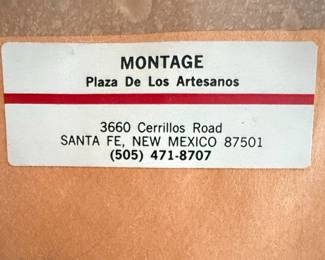 MONTAGE
Plaza De Los Artesanos
3660 Cerrillos Road
SANTA FE, NEW MEXICO 87501
(505) 471-8707